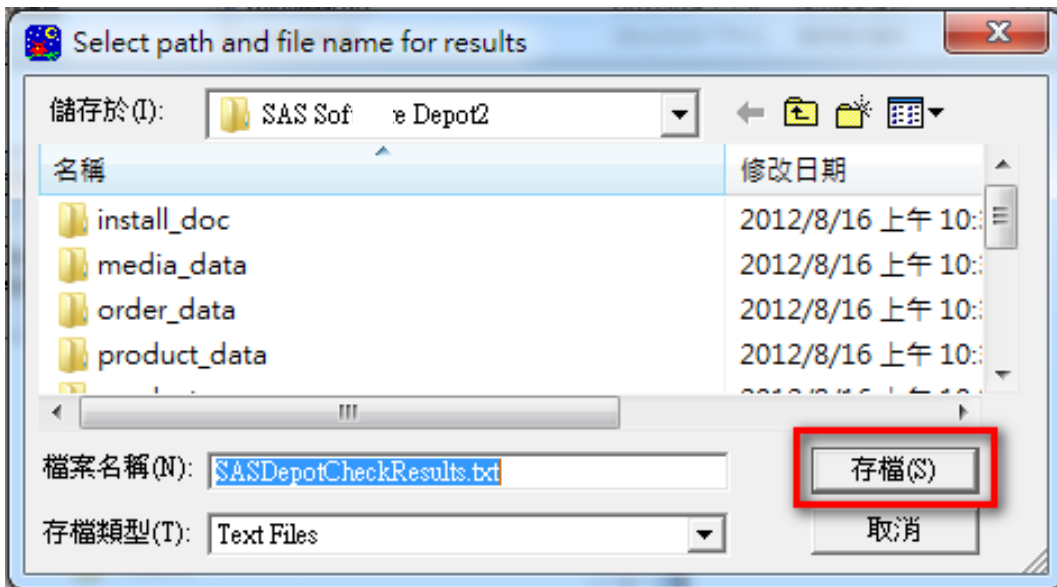 Select path and file name for results
儲存於(I): SAS Sof e Depot2
名稱 修改日期
install_doc 2012/8/16 上午 10:
media_data 2012/8/16 上午 10:
order_data 2012/8/16 上午 10:
product_data 2012/8/16 上午 10:
檔案名稱(N): SASDepotCheckResults.txt 存檔(S)
存檔類型(T): Text Files 取消